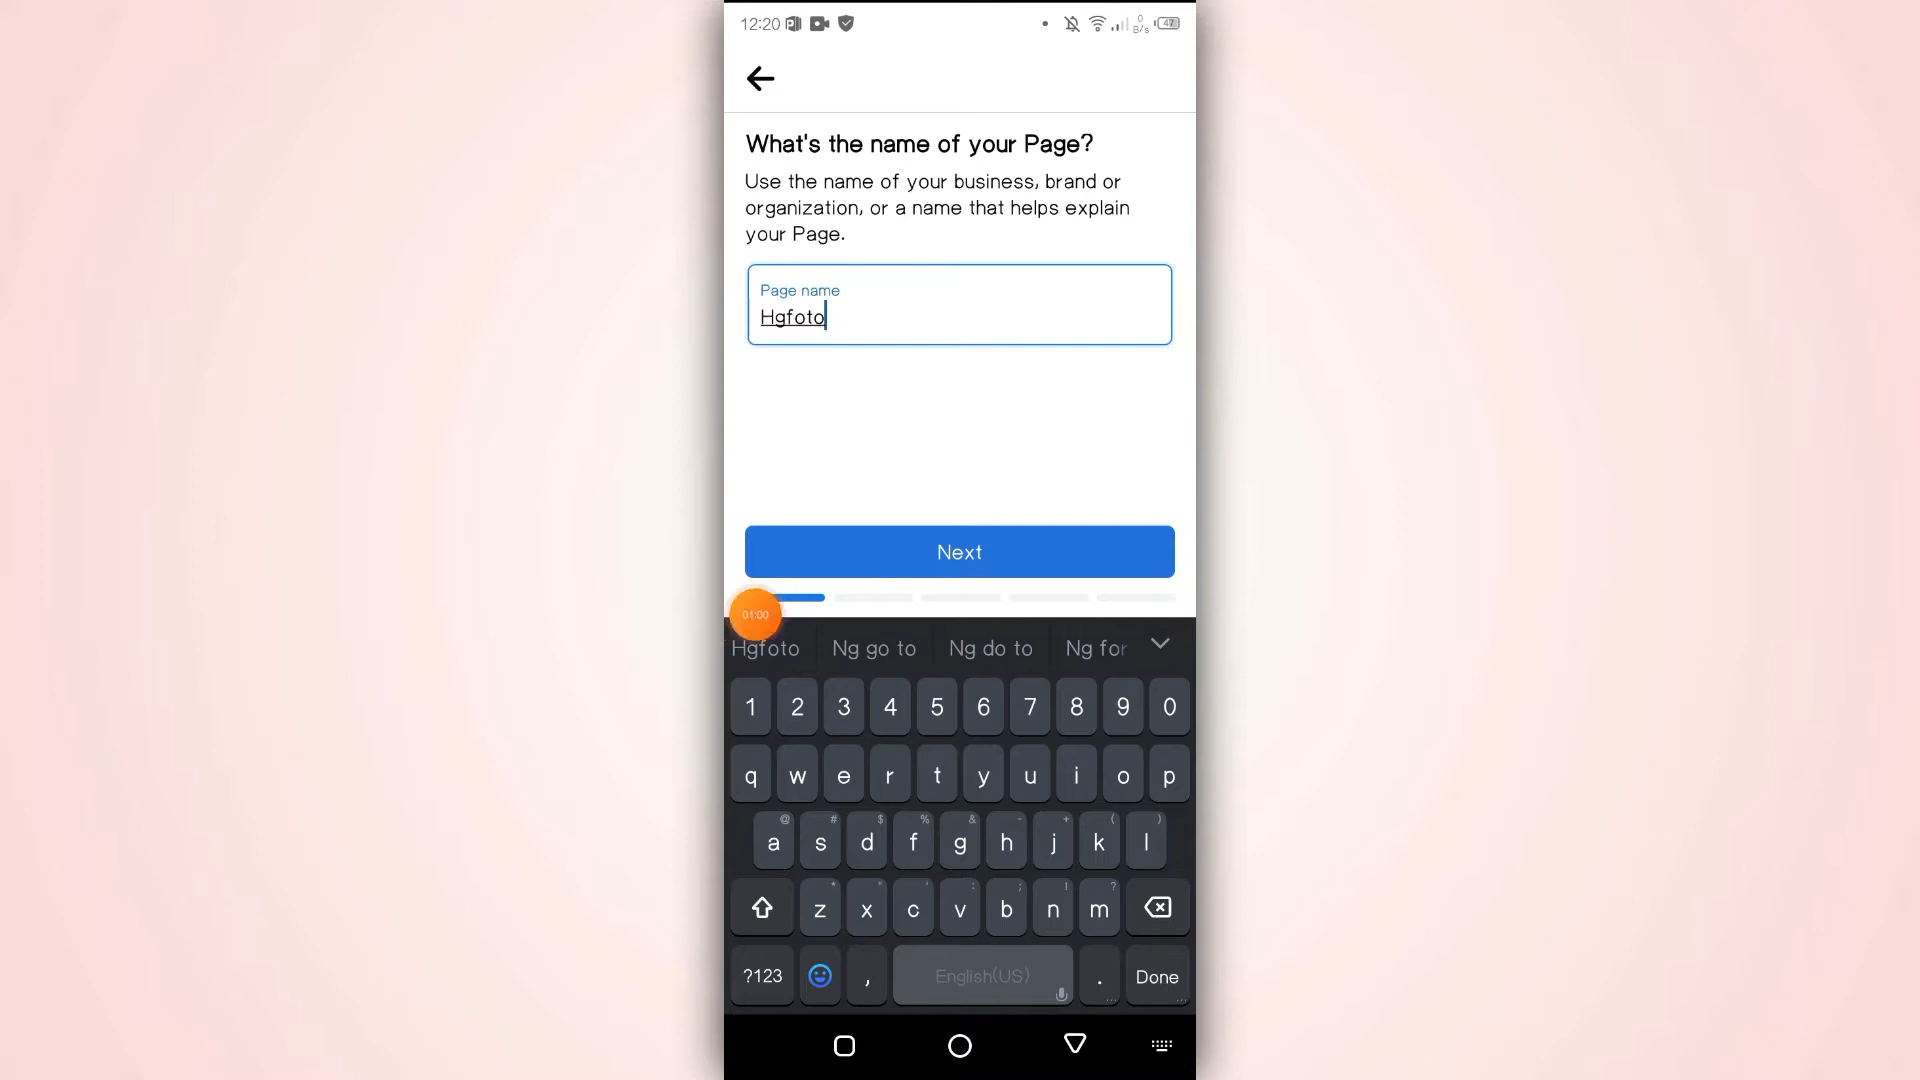 12:20
0
B/s
47
What's the name of your Page?
Use the name of your business, brand or
organization, or a name that helps explain
your Page.
Page name
Hgfoto
Next
01:00
Hgfoto Ng go to Ng do to Ng for
1 2 3 4 5 6 7 8 9 0
q w e r t y u i o p
@ # $ % & - + ( )
a s d f g h j k l
* " ' : ; ! ?
z x c v b n m
?123 , English(US) . Done